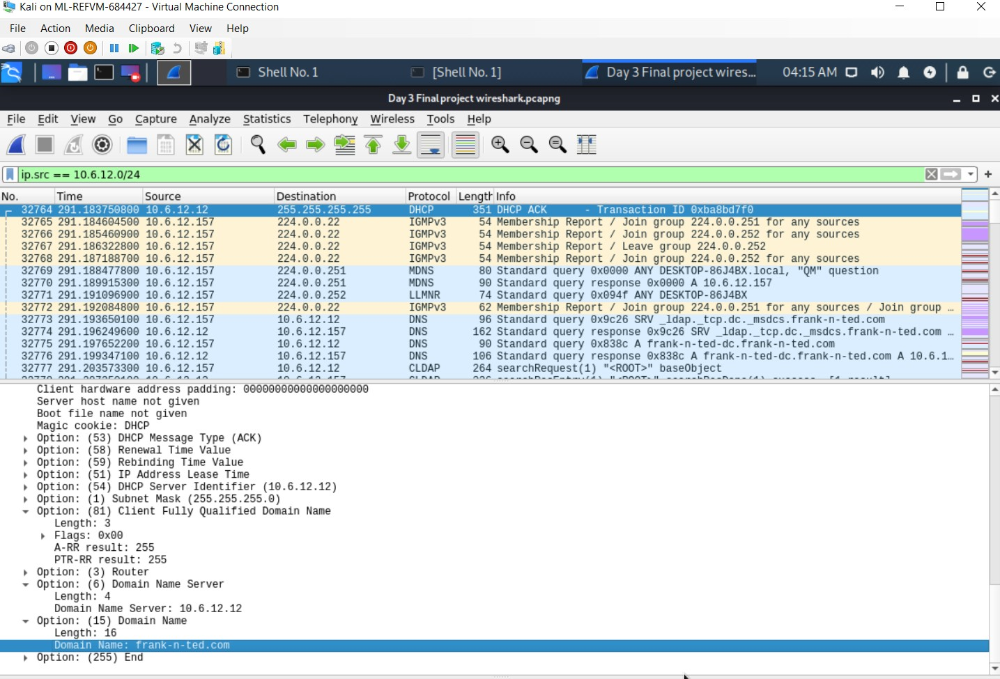 Kali on ML-REFVM-684427 - Virtual Machine Connection
File Action Media Clipboard View Help
Shell No. 1 [Shell No. 1] Day 3 Final project wires... 04:15 AM
Day 3 Final project wireshark.pcapng
File Edit View Go Capture Analyze Statistics Telephony Wireless Tools Help
ip.src == 10.6.12.0/24
No. Time Source Destination Protocol Length Info
32764 291.183750800 10.6.12.12 255.255.255.255 DHCP 351 DHCP ACK - Transaction ID 0xba8bd7f0
32765 291.184604500 10.6.12.157 224.0.0.22 IGMPv3 54 Membership Report / Join group 224.0.0.251 for any sources
32766 291.185460900 10.6.12.157 224.0.0.22 IGMPv3 54 Membership Report / Join group 224.0.0.252 for any sources
32767 291.186322800 10.6.12.157 224.0.0.22 IGMPv3 54 Membership Report / Leave group 224.0.0.252
32768 291.187188700 10.6.12.157 224.0.0.22 IGMPv3 54 Membership Report / Join group 224.0.0.252 for any sources
32769 291.188477800 10.6.12.157 224.0.0.251 MDNS 80 Standard query 0x0000 ANY DESKTOP-86J4BX.local, "QM" question
32770 291.189915300 10.6.12.157 224.0.0.251 MDNS 90 Standard query response 0x0000 A 10.6.12.157
32771 291.191096900 10.6.12.157 224.0.0.252 LLMNR 74 Standard query 0x094f ANY DESKTOP-86J4BX
32772 291.192084800 10.6.12.157 224.0.0.22 IGMPv3 62 Membership Report / Join group 224.0.0.251 for any sources / Join group …
32773 291.193650100 10.6.12.157 10.6.12.12 DNS 96 Standard query 0x9c26 SRV _ldap._tcp.dc._msdcs.frank-n-ted.com
32774 291.196249600 10.6.12.12 10.6.12.157 DNS 162 Standard query response 0x9c26 SRV _ldap._tcp.dc._msdcs.frank-n-ted.com …
32775 291.197652200 10.6.12.157 10.6.12.12 DNS 90 Standard query 0x838c A frank-n-ted-dc.frank-n-ted.com
32776 291.199347100 10.6.12.12 10.6.12.157 DNS 106 Standard query response 0x838c A frank-n-ted-dc.frank-n-ted.com A 10.6.1…
32777 291.203573300 10.6.12.157 10.6.12.12 CLDAP 264 searchRequest(1) "<ROOT>" baseObject
Client hardware address padding: 00000000000000000000
Server host name not given
Boot file name not given
Magic cookie: DHCP
Option: (53) DHCP Message Type (ACK)
Option: (58) Renewal Time Value
Option: (59) Rebinding Time Value
Option: (51) IP Address Lease Time
Option: (54) DHCP Server Identifier (10.6.12.12)
Option: (1) Subnet Mask (255.255.255.0)
Option: (81) Client Fully Qualified Domain Name
Length: 3
Flags: 0x00
A-RR result: 255
PTR-RR result: 255
Option: (3) Router
Option: (6) Domain Name Server
Length: 4
Domain Name Server: 10.6.12.12
Option: (15) Domain Name
Length: 16
Domain Name: frank-n-ted.com
Option: (255) End